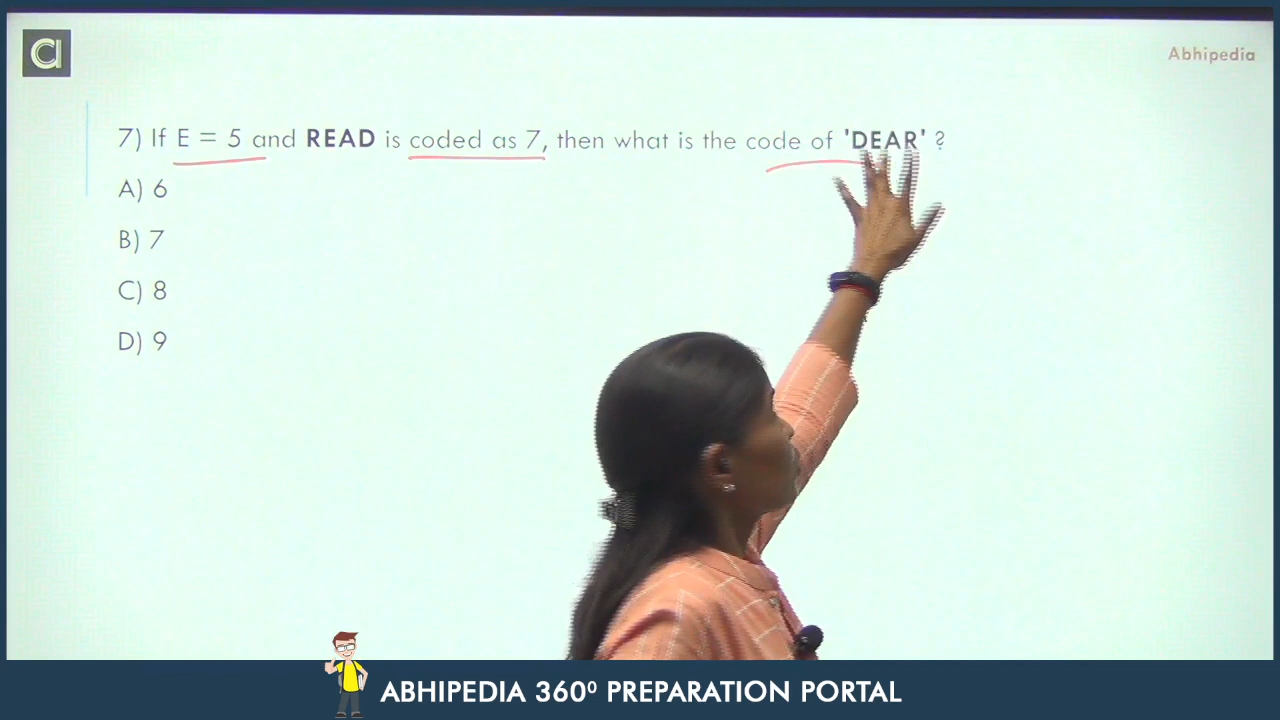 Abhipedia
7) If E = 5 and READ is coded as 7, then what is the code of 'DEAR' ?
A) 6
B) 7
C) 8
D) 9
ABHIPEDIA 360⁰ PREPARATION PORTAL